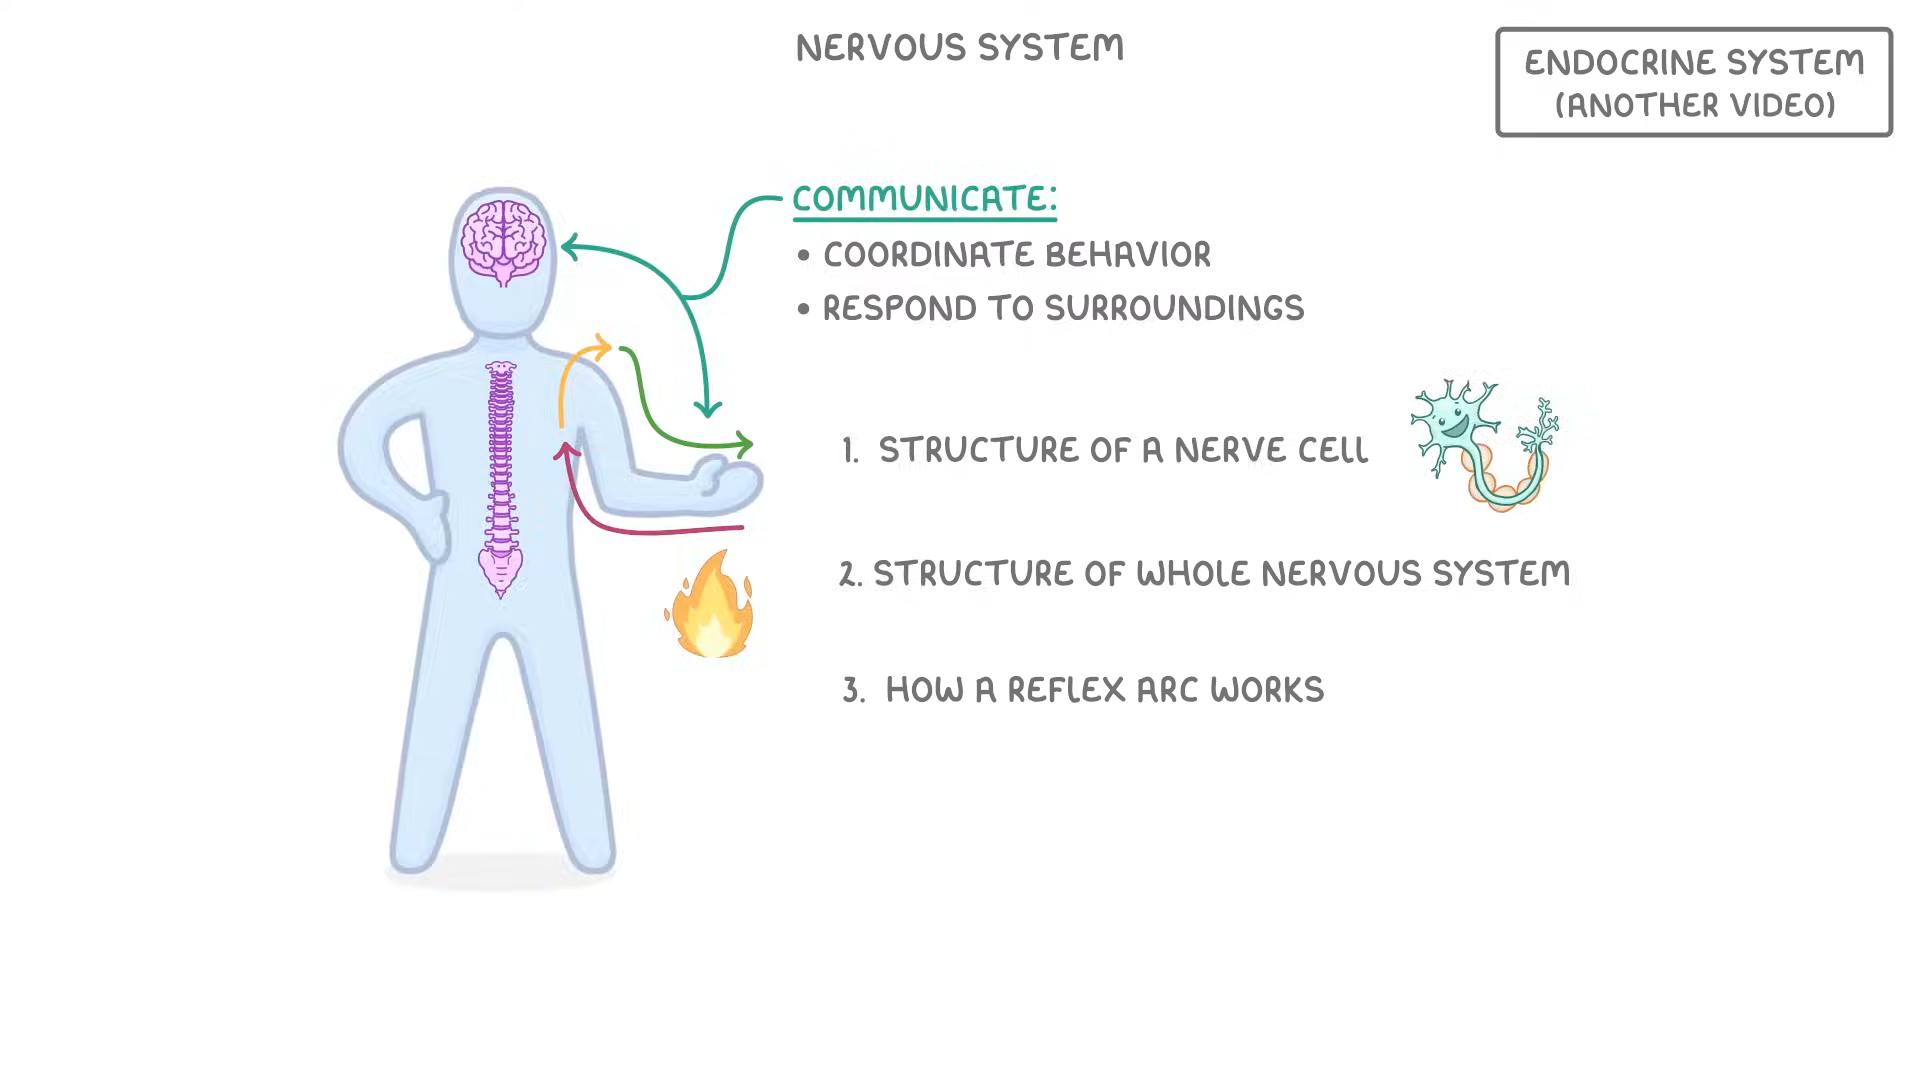 NERVOUS SYSTEM
ENDOCRINE SYSTEM
(ANOTHER VIDEO)
COMMUNICATE:
• COORDINATE BEHAVIOR
• RESPOND TO SURROUNDINGS
1. STRUCTURE OF A NERVE CELL
2. STRUCTURE OF WHOLE NERVOUS SYSTEM
3. HOW A REFLEX ARC WORKS